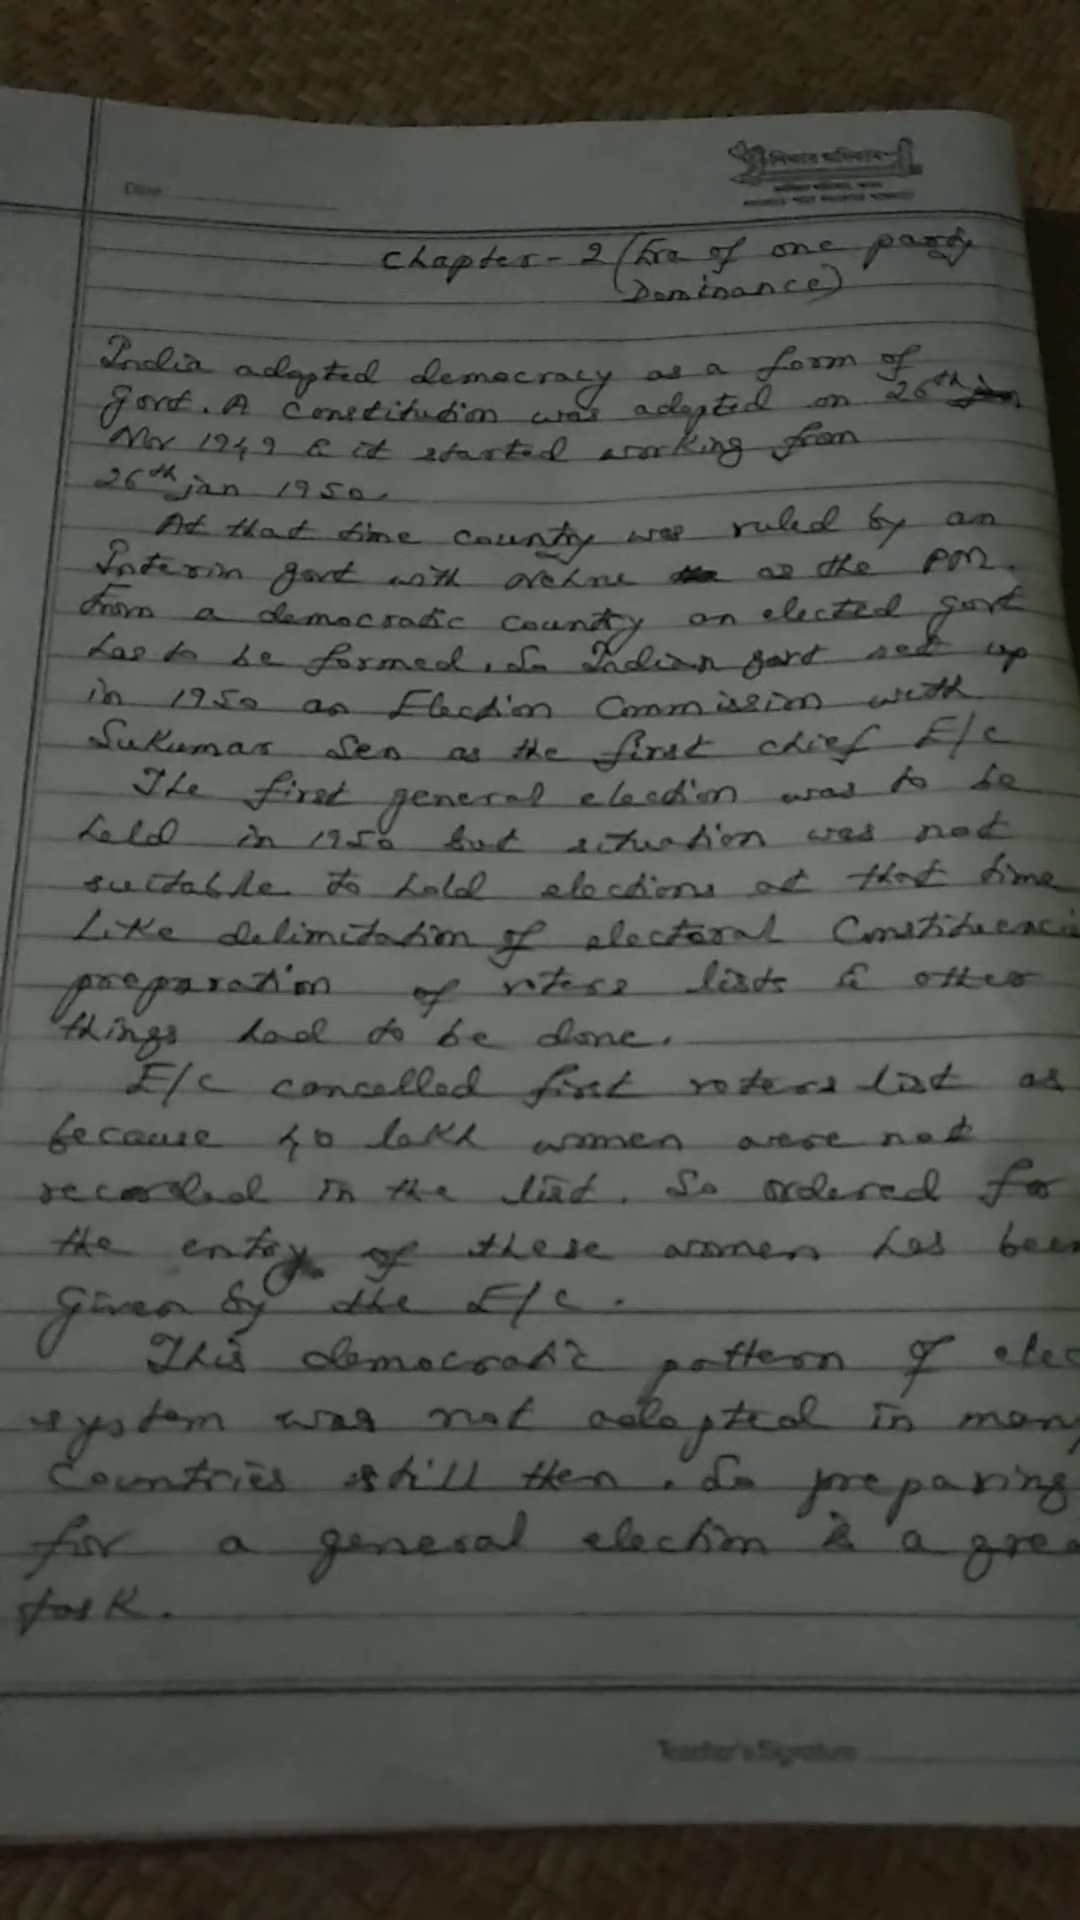 Date
শিক্ষার অধিকার
Chapter - 2 (Era of one party
Dominance)
India adopted democracy as a form of
Govt. A Constitution was adopted on 26th
Nov 1949 & it started working from
26th jan 1950.
At that time country was ruled by an
Interim govt with Nehru as the PM.
From a democratic country an elected govt
has to be formed. So Indian govt set up
in 1950 an Election Commission with
Sukumar Sen as the first chief E/C
The first general election was to be
held in 1950 but situation was not
suitable to hold elections at that time
Like delimitation of electoral Constituencie
preparation of voters lists & other
things had to be done.
E/C cancelled first voters list as
because 40 lakh women were not
recorded in the list. So ordered for
the entry of these women has been
given by the E/C.
This democratic pattern of elec
system was not adopted in many
Countries still then. So preparing
for a general election is a grea
task.
Teacher's Signature